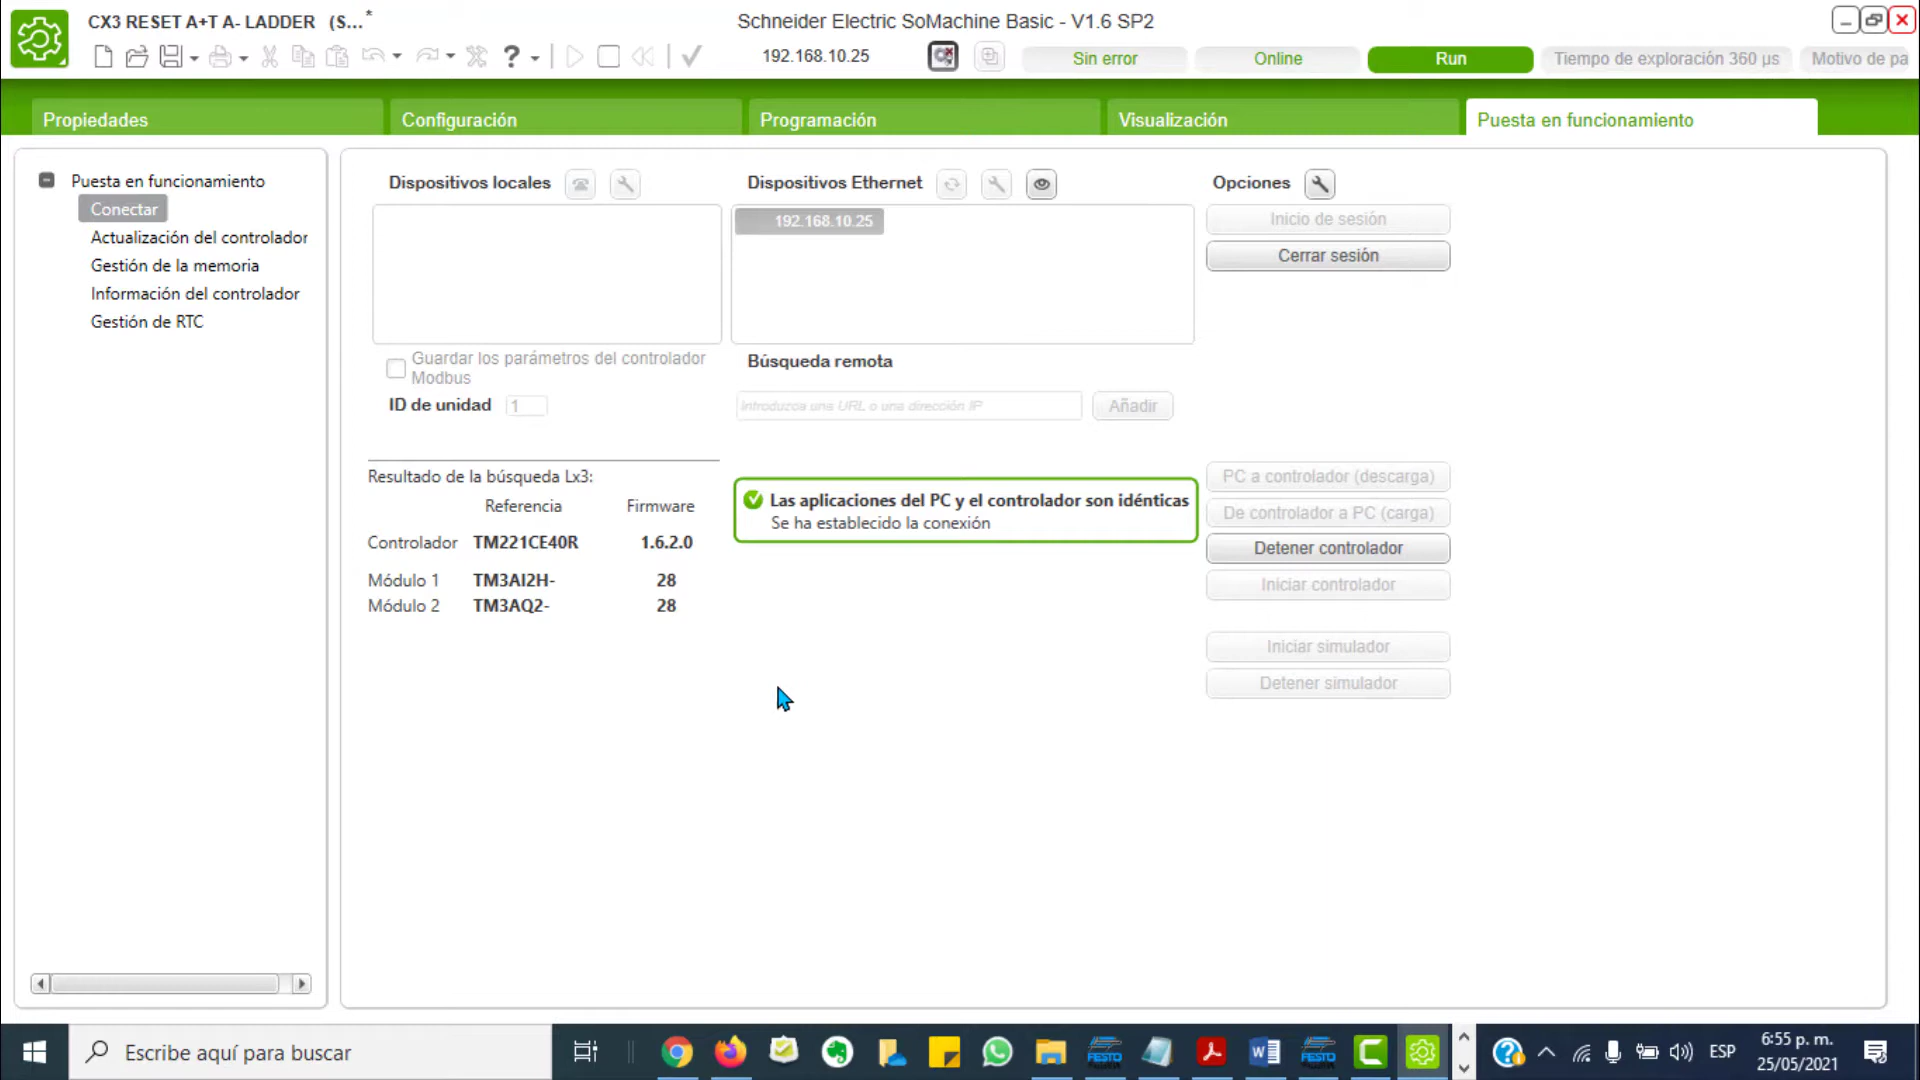 CX3 RESET A+T A- LADDER (S...*
Schneider Electric SoMachine Basic - V1.6 SP2
192.168.10.25
Sin error
Online
Run
Tiempo de exploración 360 µs
Motivo de pa
Propiedades
Configuración
Programación
Visualización
Puesta en funcionamiento
Puesta en funcionamiento
Conectar
Actualización del controlador
Gestión de la memoria
Información del controlador
Gestión de RTC
Dispositivos locales
Guardar los parámetros del controlador
Modbus
ID de unidad 1
Dispositivos Ethernet
192.168.10.25
Búsqueda remota
Introduzca una URL o una dirección IP
Añadir
Opciones
Inicio de sesión
Cerrar sesión
Resultado de la búsqueda Lx3:
Referencia Firmware
Controlador TM221CE40R 1.6.2.0
Módulo 1 TM3AI2H- 28
Módulo 2 TM3AQ2- 28
Las aplicaciones del PC y el controlador son idénticas
Se ha establecido la conexión
PC a controlador (descarga)
De controlador a PC (carga)
Detener controlador
Iniciar controlador
Iniciar simulador
Detener simulador
Escribe aquí para buscar
FESTO
FESTO
ESP
6:55 p. m.
25/05/2021